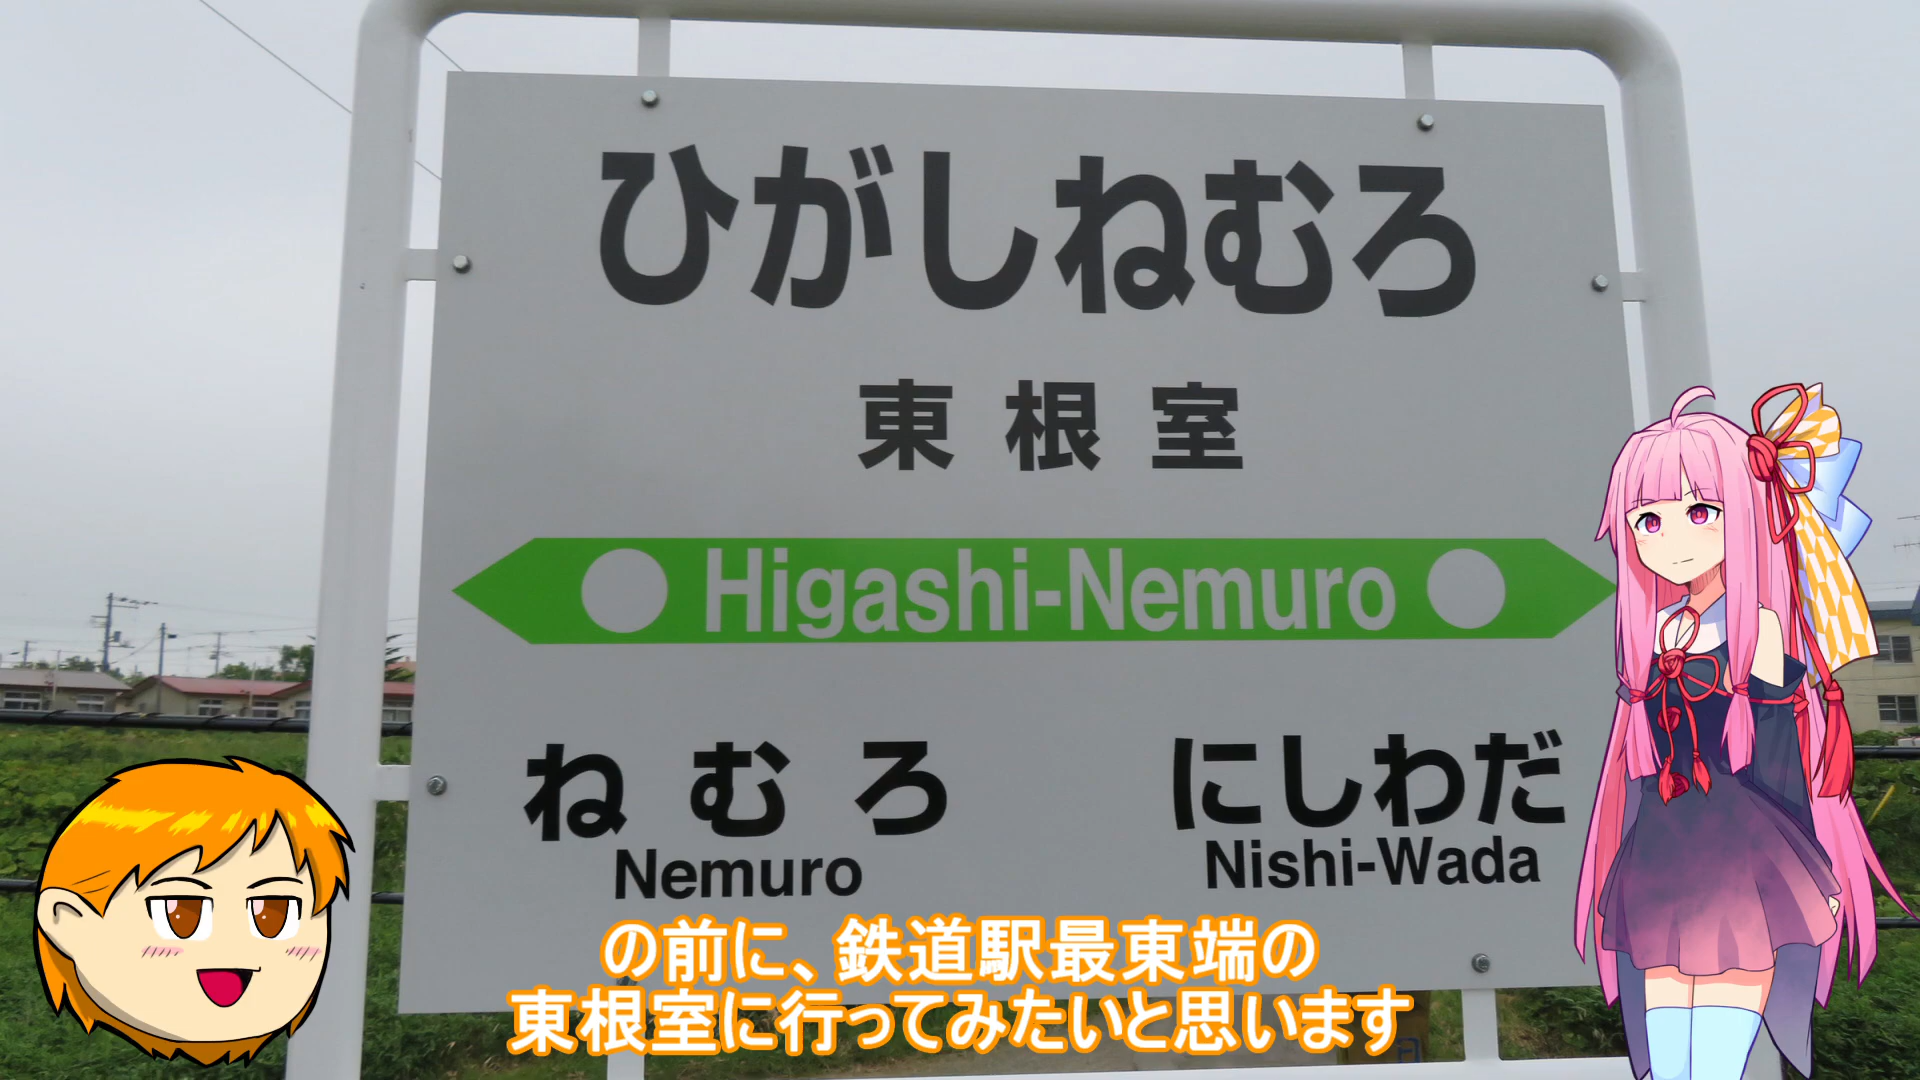 ひがしねむろ
東根室
Higashi-Nemuro
ねむろ
Nemuro
にしわだ
Nishi-Wada
の前に、鉄道駅最東端の
東根室に行ってみたいと思います